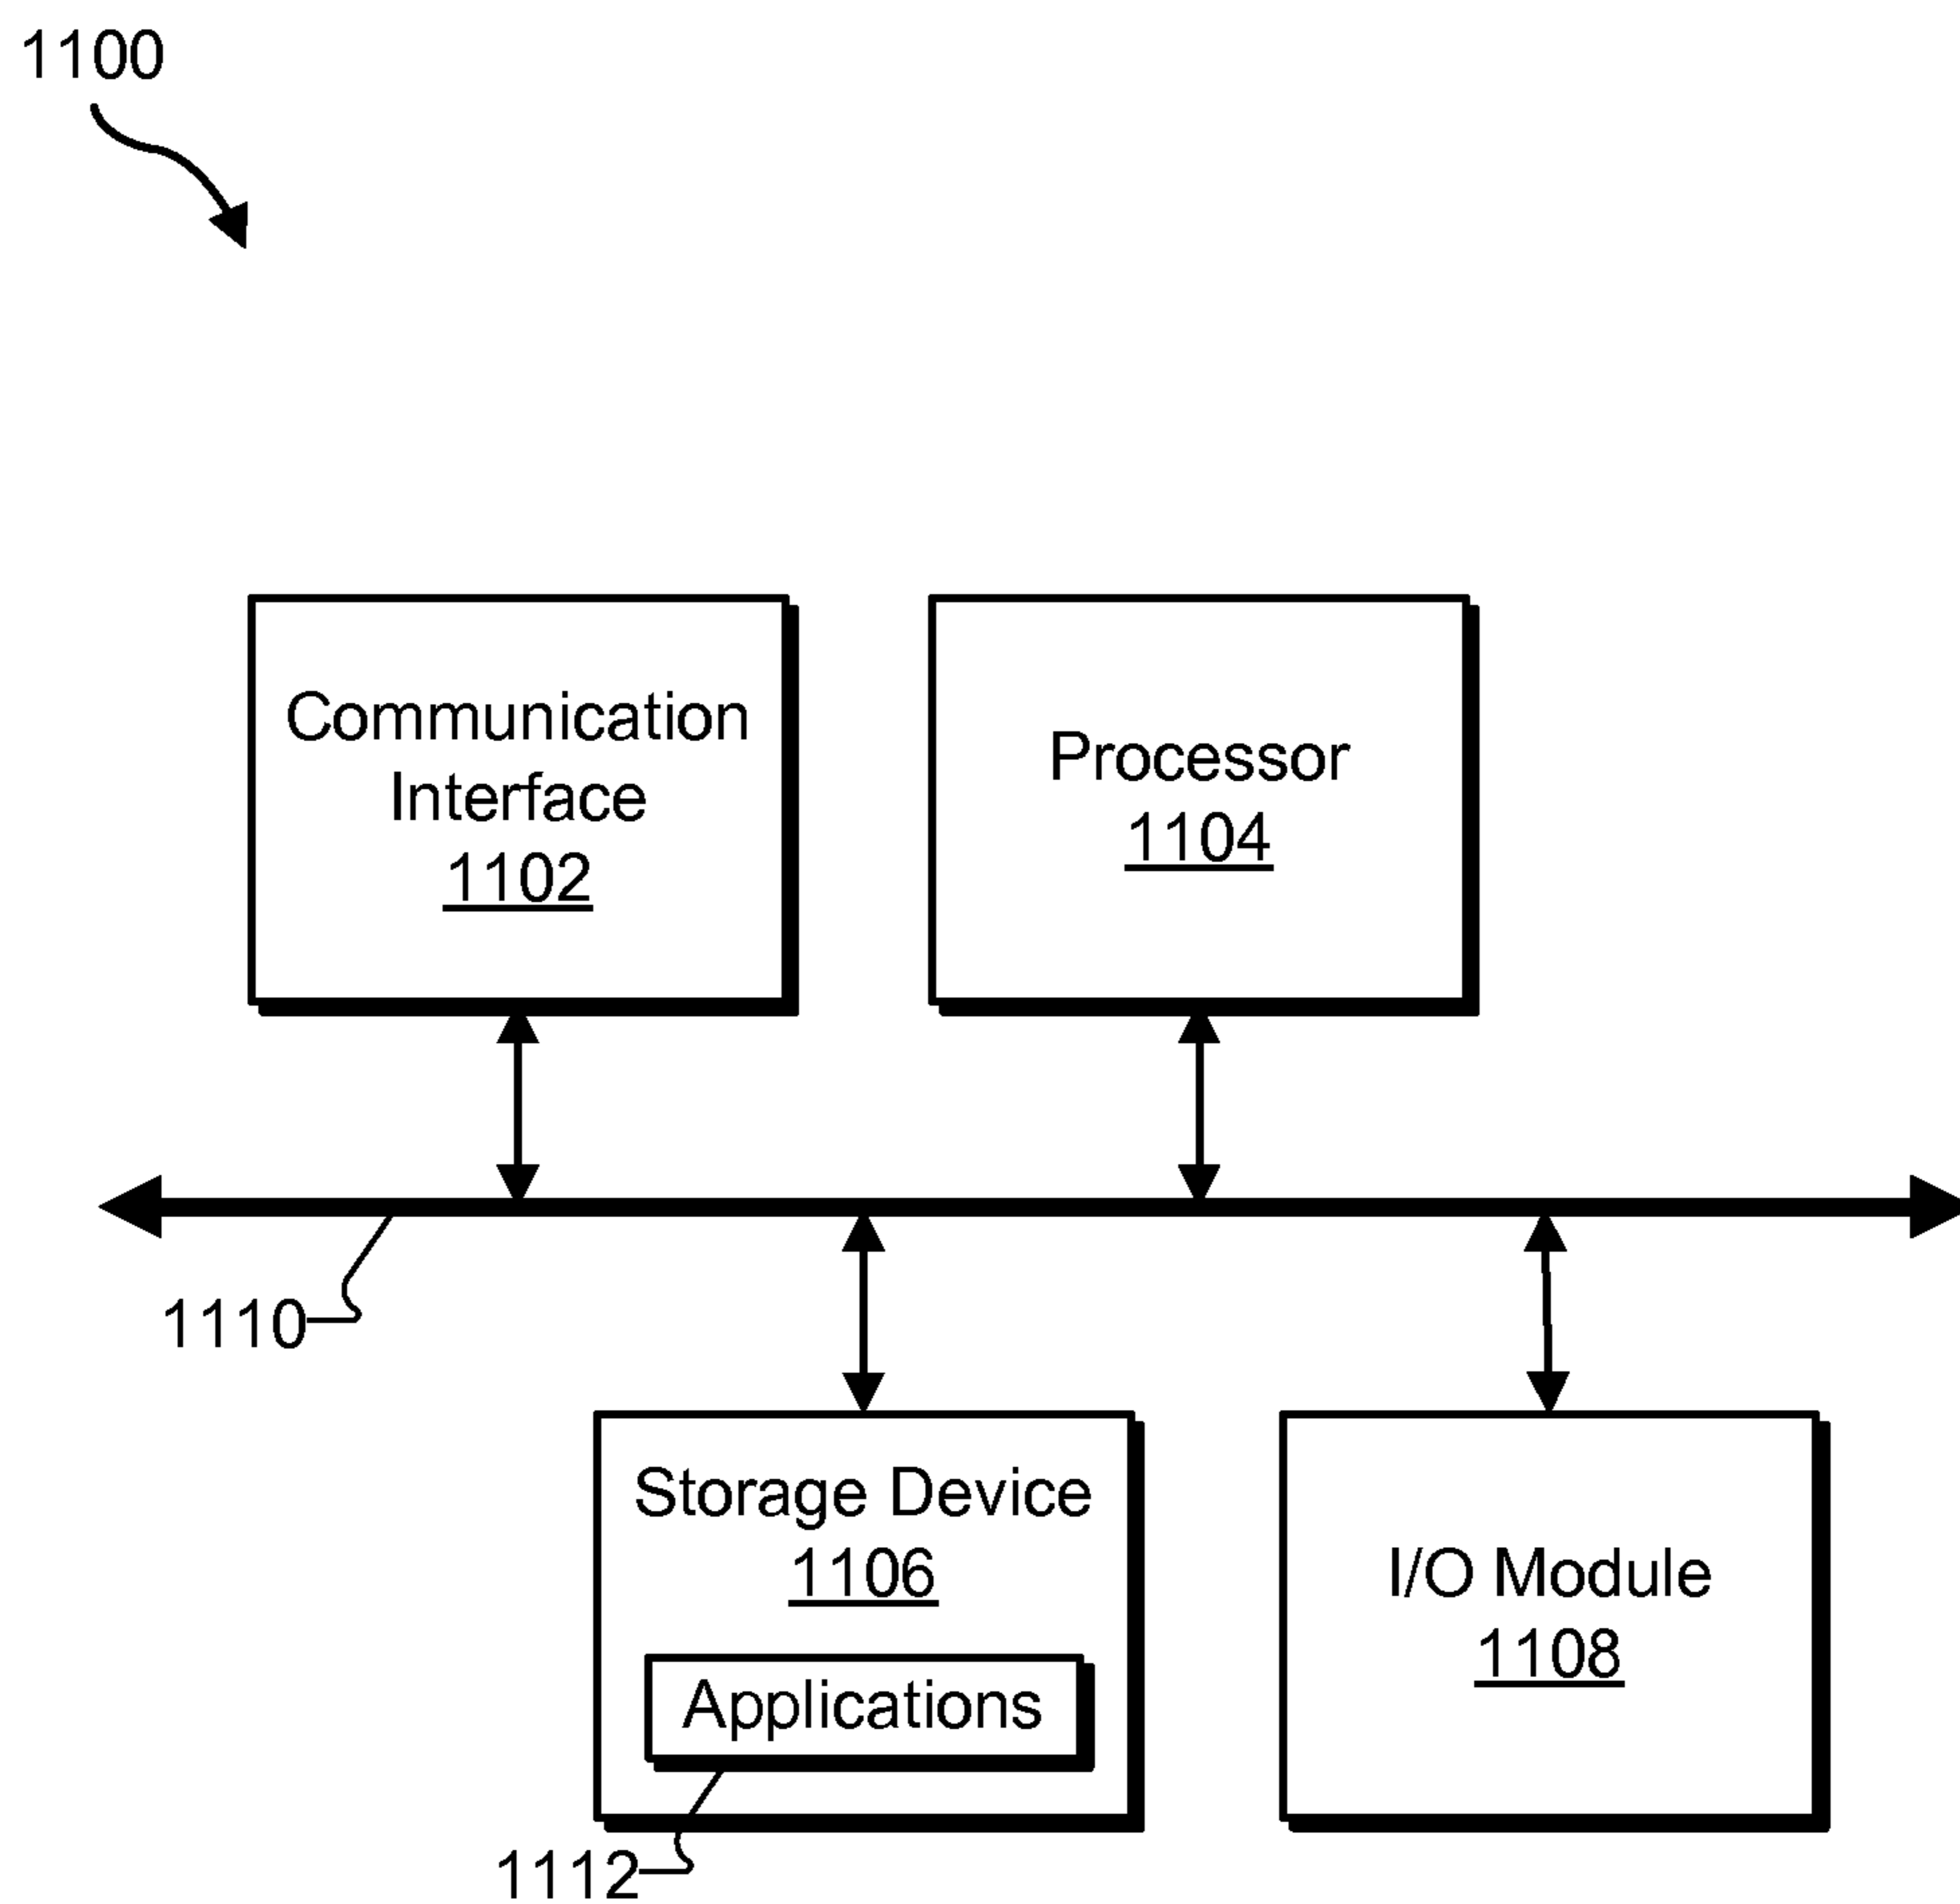 1100
Communication
Interface
1102
Processor
1104
1110
Storage Device
1106
Applications
1112
I/O Module
1108